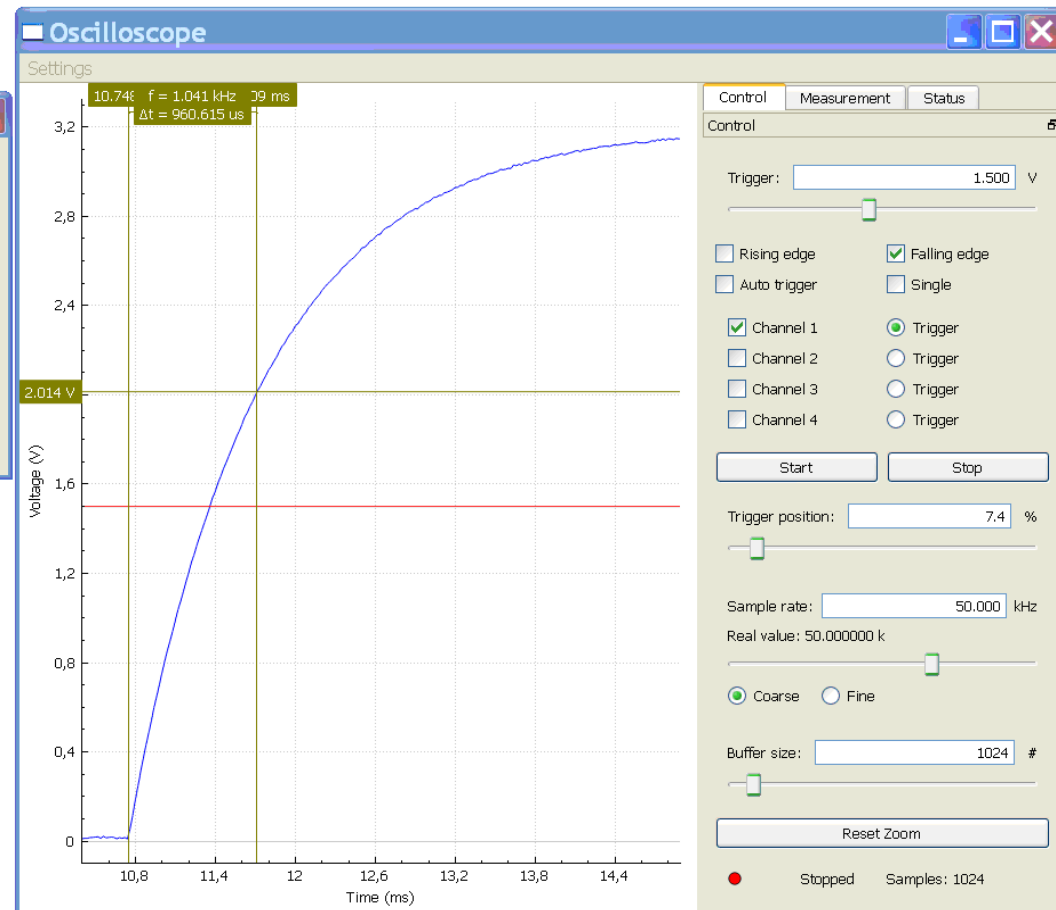 Oscilloscope
Settings
10.748 f = 1.041 kHz 09 ms
Δt = 960.615 us
3,2
2,8
2,4
2.014 V
1,6
1,2
0,8
0,4
0
Voltage (V)
10,8 11,4 12 12,6 13,2 13,8 14,4
Time (ms)
Control Measurement Status
Control
Trigger: 1.500 V
Rising edge Falling edge
Auto trigger Single
Channel 1 Trigger
Channel 2 Trigger
Channel 3 Trigger
Channel 4 Trigger
Start Stop
Trigger position: 7.4 %
Sample rate: 50.000 kHz
Real value: 50.000000 k
Coarse Fine
Buffer size: 1024 #
Reset Zoom
Stopped Samples: 1024